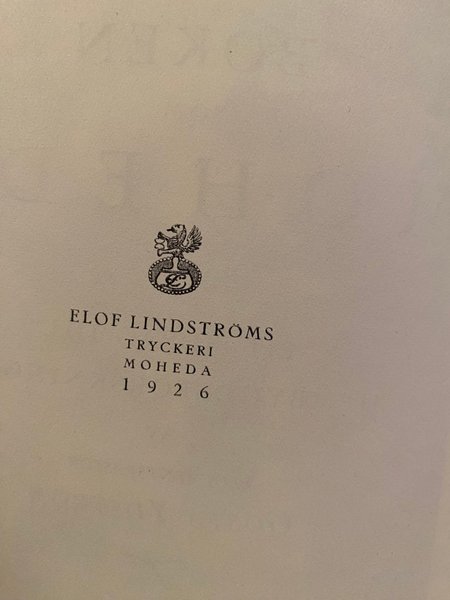 ELOF LINDSTRÖMS
TRYCKERI
MOHEDA
1926